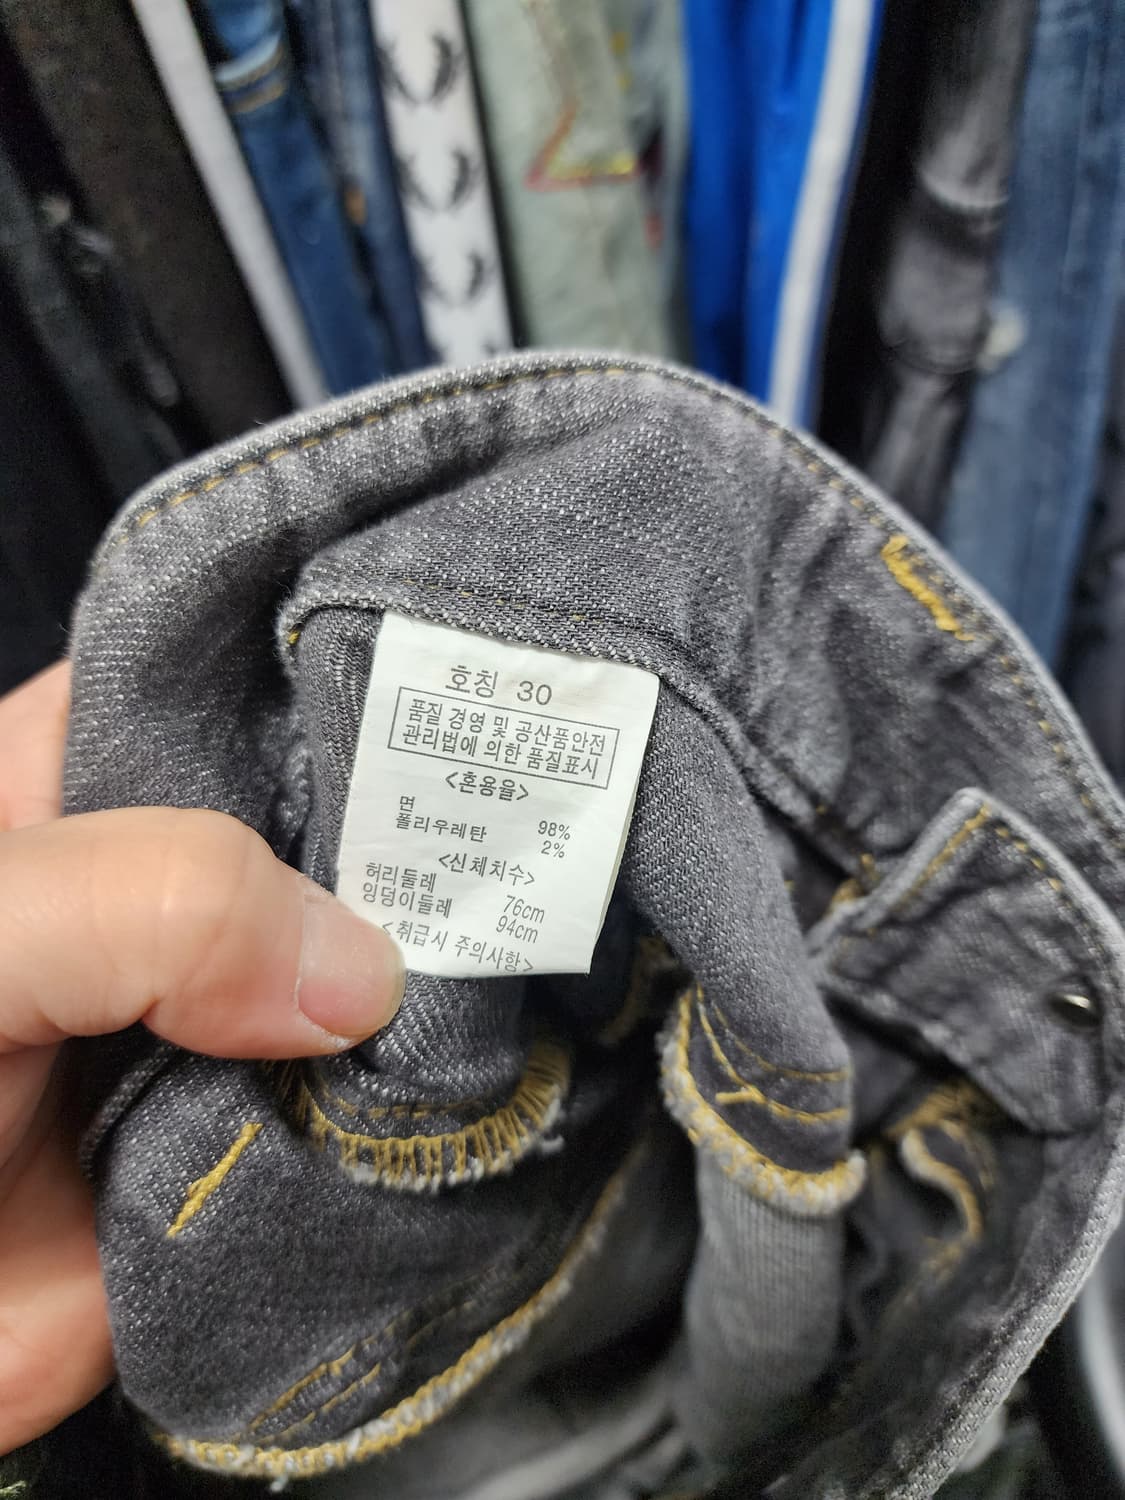 호칭 30
품질 경영 및 공산품안전
관리법에 의한 품질표시
<혼용율>
면 98%
폴리우레탄 2%
<신체치수>
허리둘레 76cm
엉덩이둘레 94cm
<취급시 주의사항>